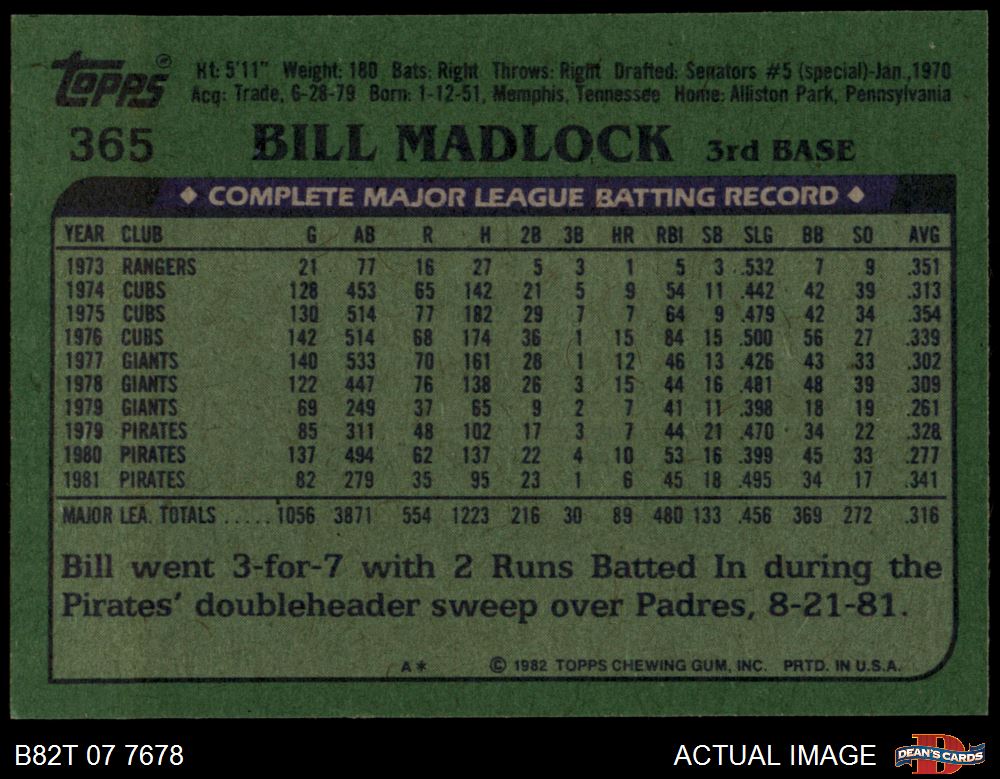 Topps® Ht: 5'11" Weight: 180 Bats: Right Throws: Right Drafted: Senators #5 (special)-Jan.,1970
Acq: Trade, 6-28-79 Born: 1-12-51, Memphis, Tennessee Home: Alliston Park, Pennsylvania
365 BILL MADLOCK 3rd BASE
◆ COMPLETE MAJOR LEAGUE BATTING RECORD ◆
YEAR CLUB G AB R H 2B 3B HR RBI SB SLG BB SO AVG
1973 RANGERS 21 77 16 27 5 3 1 5 3 .532 7 9 .351
1974 CUBS 128 453 65 142 21 5 9 54 11 .442 42 39 .313
1975 CUBS 130 514 77 182 29 7 7 64 9 .479 42 34 .354
1976 CUBS 142 514 68 174 36 1 15 84 15 .500 56 27 .339
1977 GIANTS 140 533 70 161 28 1 12 46 13 .426 43 33 .302
1978 GIANTS 122 447 76 138 26 3 15 44 16 .481 48 39 .309
1979 GIANTS 69 249 37 65 9 2 7 41 11 .398 18 19 .261
1979 PIRATES 85 311 48 102 17 3 7 44 21 .470 34 22 .328
1980 PIRATES 137 494 62 137 22 4 10 53 16 .399 45 33 .277
1981 PIRATES 82 279 35 95 23 1 6 45 18 .495 34 17 .341
MAJOR LEA. TOTALS ..... 1056 3871 554 1223 216 30 89 480 133 .456 369 272 .316
Bill went 3-for-7 with 2 Runs Batted In during the
Pirates' doubleheader sweep over Padres, 8-21-81.
A* © 1982 TOPPS CHEWING GUM, INC. PRTD. IN U.S.A.
B82T 07 7678 ACTUAL IMAGE DEAN'S CARDS